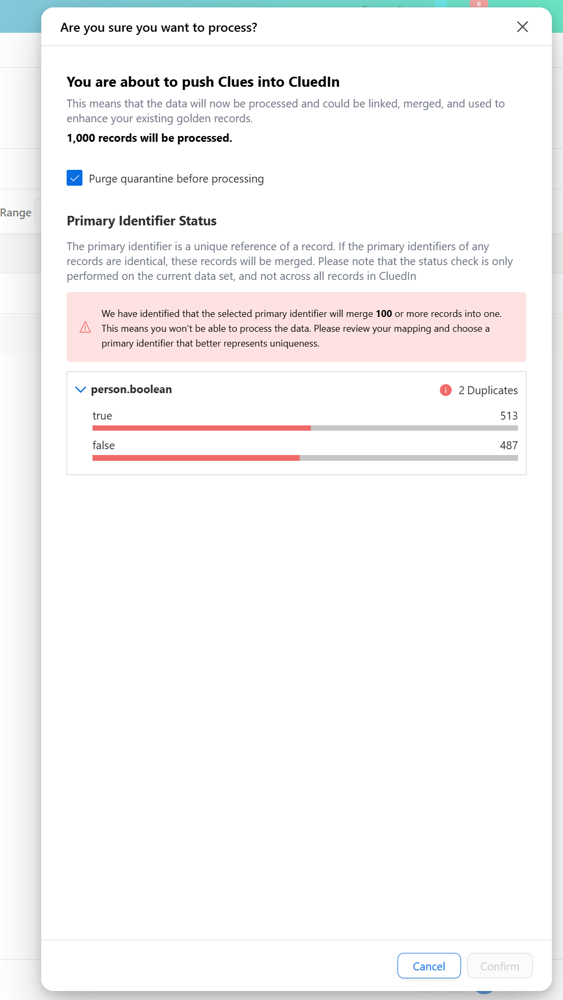 6
Are you sure you want to process?
You are about to push Clues into CluedIn
This means that the data will now be processed and could be linked, merged, and used to
enhance your existing golden records.
1,000 records will be processed.
Purge quarantine before processing
Range
Primary Identifier Status
The primary identifier is a unique reference of a record. If the primary identifiers of any
records are identical, these records will be merged. Please note that the status check is only
performed on the current data set, and not across all records in CluedIn
We have identified that the selected primary identifier will merge 100 or more records into one.
This means you won't be able to process the data. Please review your mapping and choose a
primary identifier that better represents uniqueness.
person.boolean 2 Duplicates
true 513
false 487
Cancel Confirm